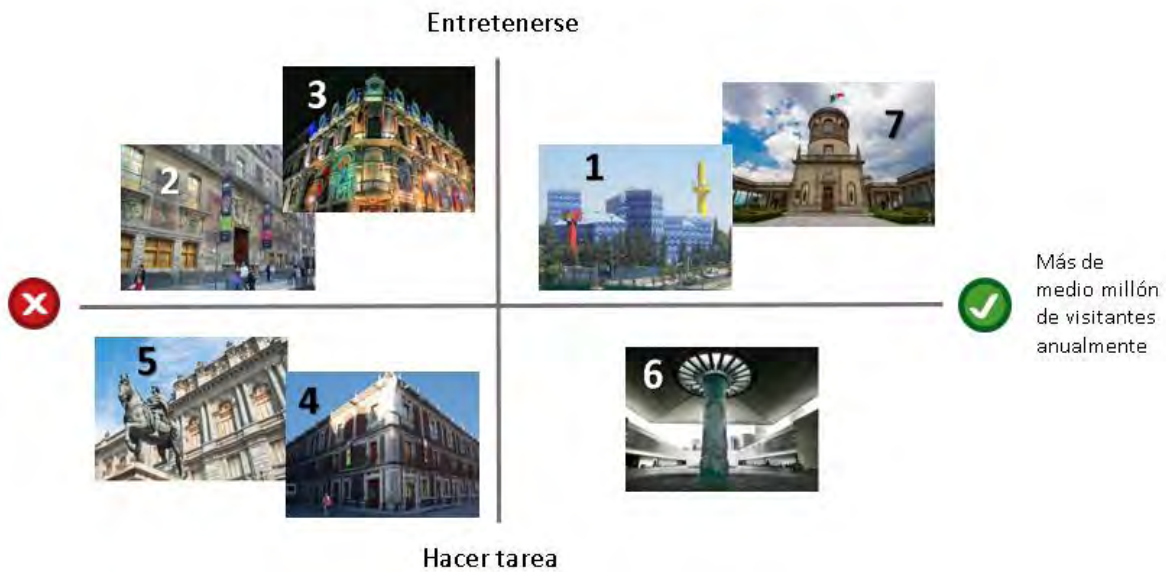 Entretenerse
3
7
1
2
Más de
medio millón
de visitantes
anualmente
5
4
6
Hacer tarea